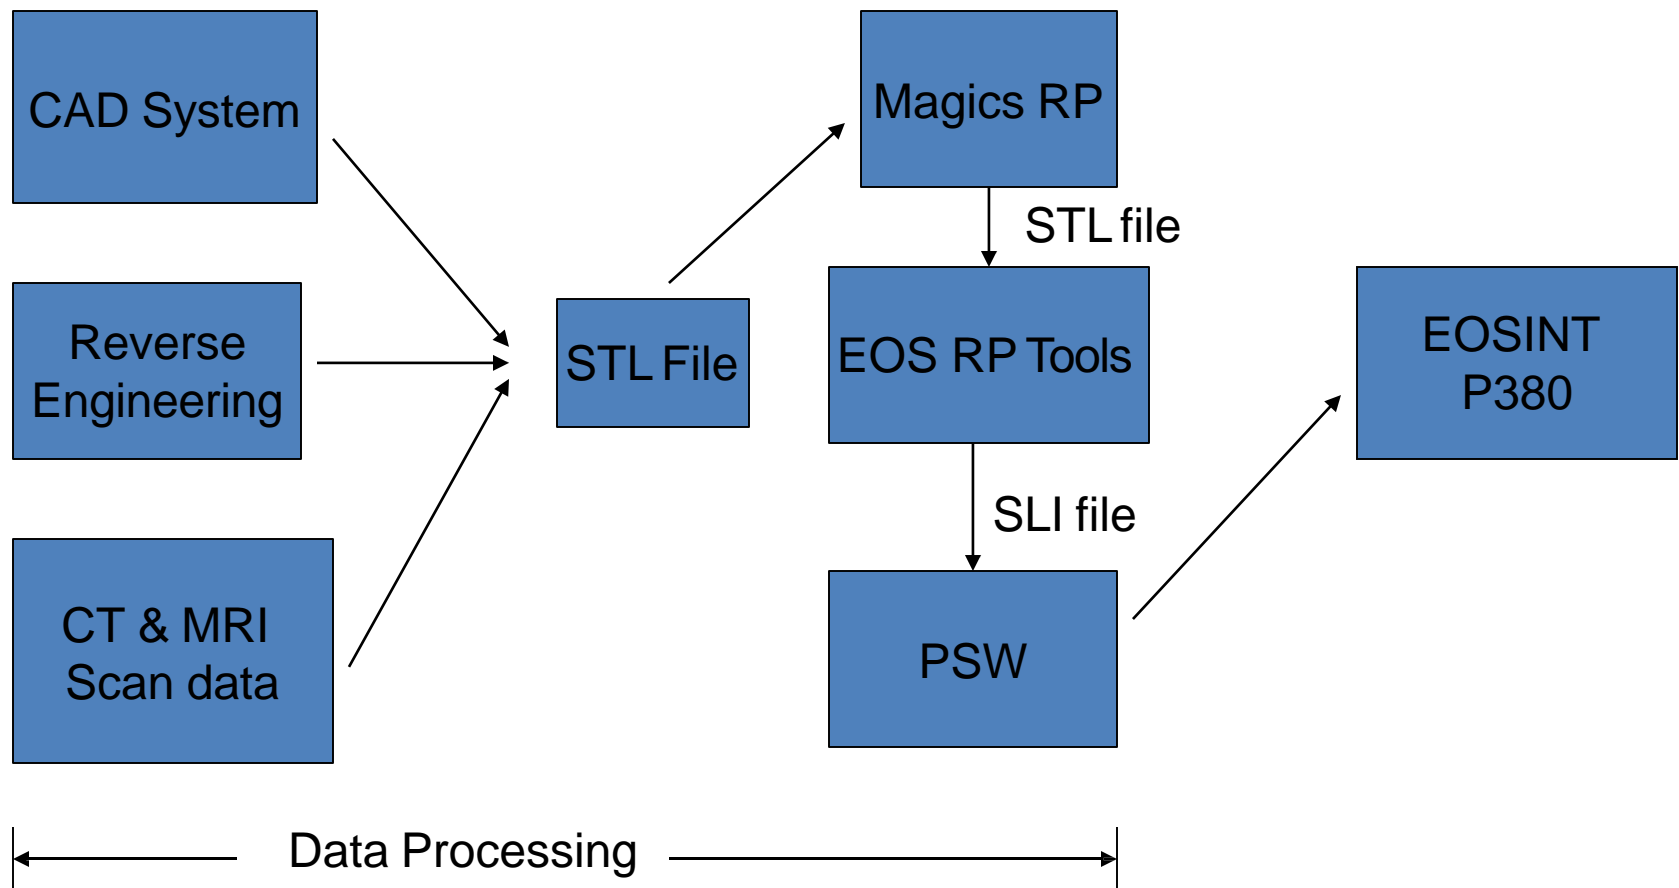 CAD System
Reverse
Engineering
CT & MRI
Scan data
STL File
Magics RP
STL file
EOS RP Tools
SLI file
PSW
EOSINT
P380
Data Processing